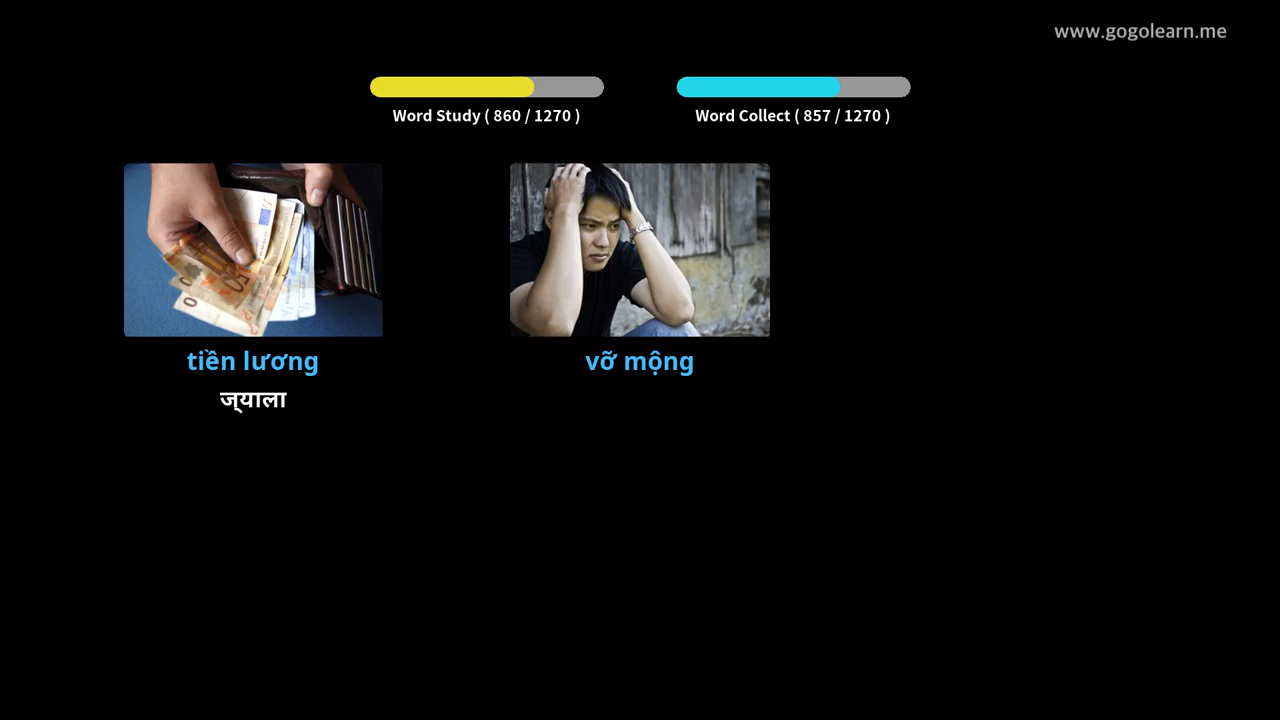 www.gogolearn.me
Word Study ( 860 / 1270 )
Word Collect ( 857 / 1270 )
tiền lương
vỡ mộng
ज्याला